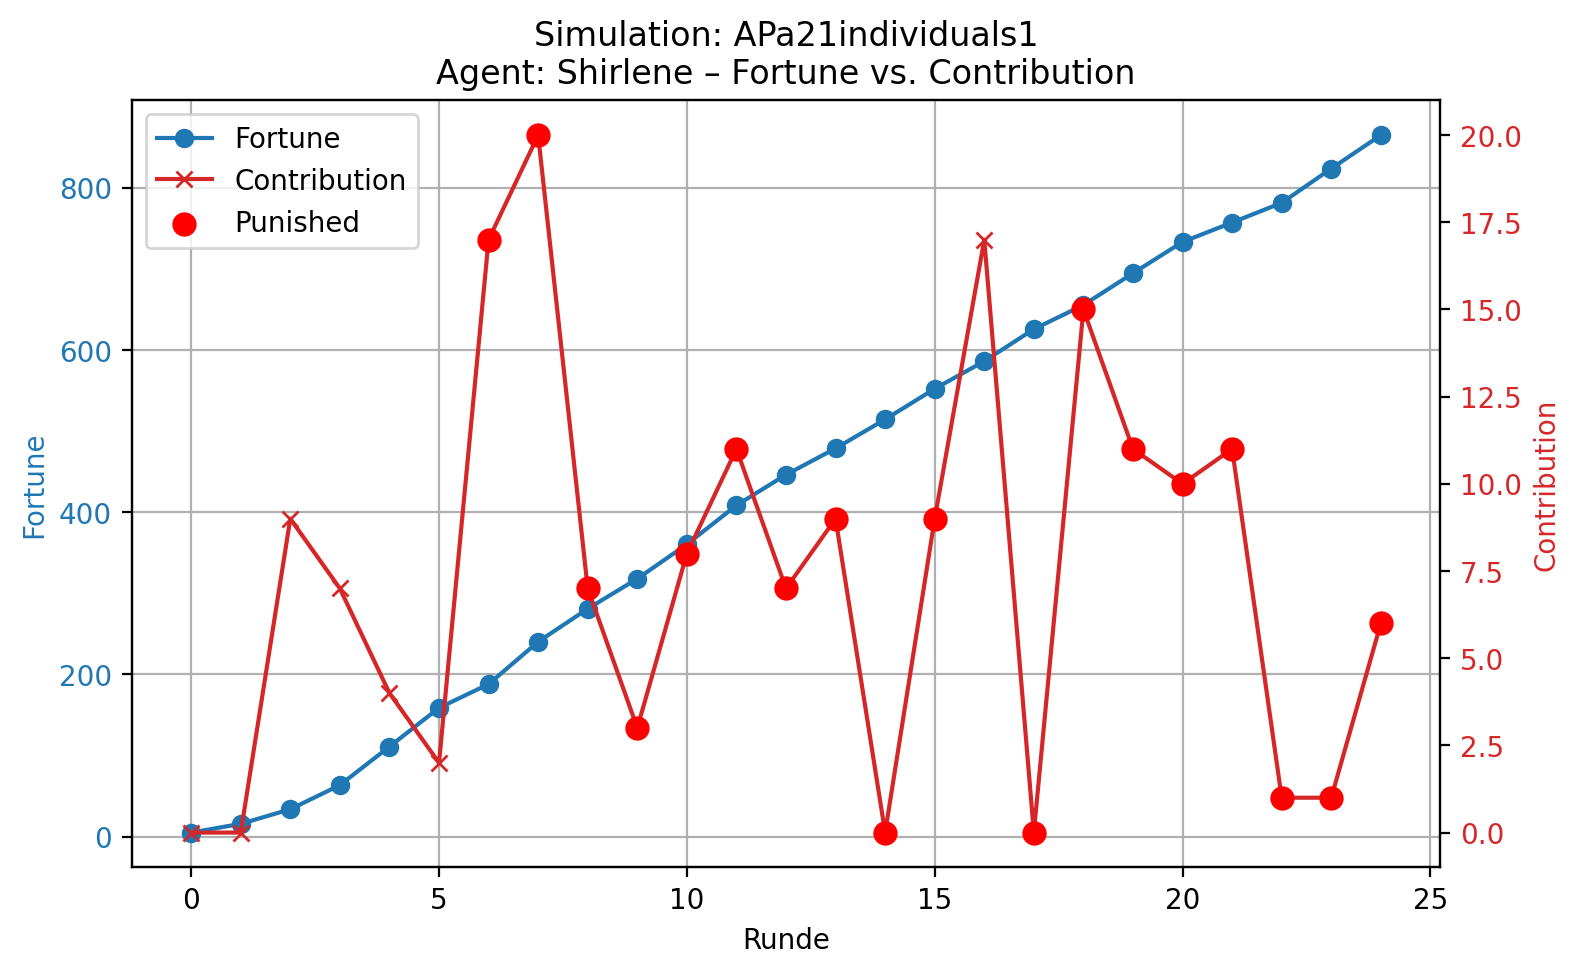 Simulation: APa21individuals1
Agent: Shirlene – Fortune vs. Contribution
Fortune
Contribution
Punished
800
600
400
200
0
Fortune
20.0
17.5
15.0
12.5
10.0
7.5
5.0
2.5
0.0
Contribution
0 5 10 15 20 25
Runde